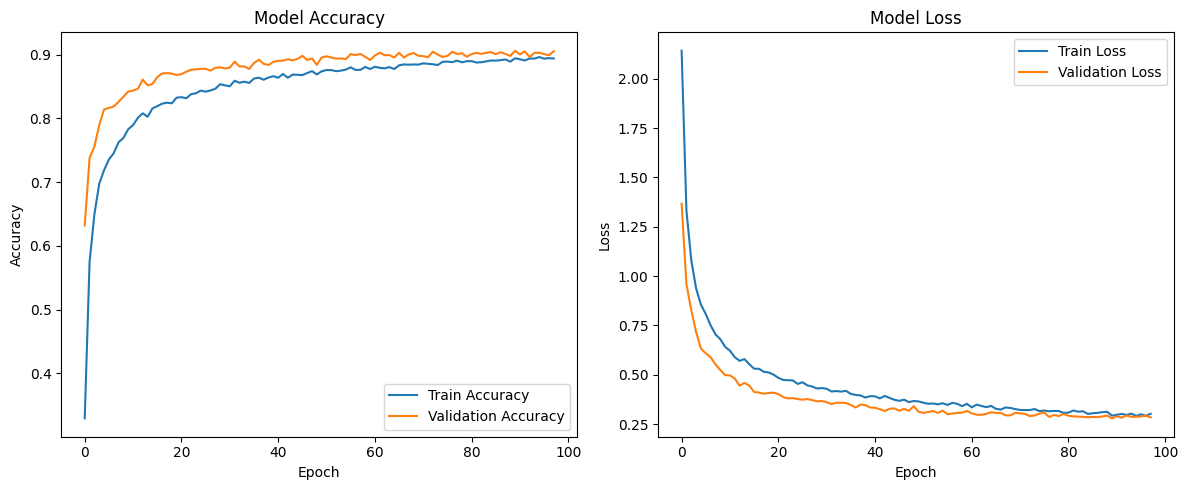 Model Accuracy
Accuracy
0.9
0.8
0.7
0.6
0.5
0.4
Train Accuracy
Validation Accuracy
0 20 40 60 80 100
Epoch
Model Loss
Loss
2.00
1.75
1.50
1.25
1.00
0.75
0.50
0.25
Train Loss
Validation Loss
0 20 40 60 80 100
Epoch